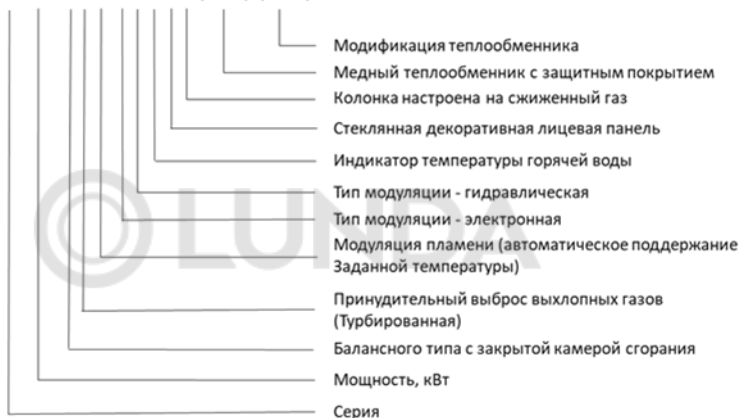 Модификация теплообменника
Медный теплообменник с защитным покрытием
Колонка настроена на сжиженный газ
Стеклянная декоративная лицевая панель
Индикатор температуры горячей воды
Тип модуляции - гидравлическая
Тип модуляции - электронная
Модуляция пламени (автоматическое поддержание
Заданной температуры)
Принудительный выброс выхлопных газов
(Турбированная)
Балансного типа с закрытой камерой сгорания
Мощность, кВт
Серия
LUNDA